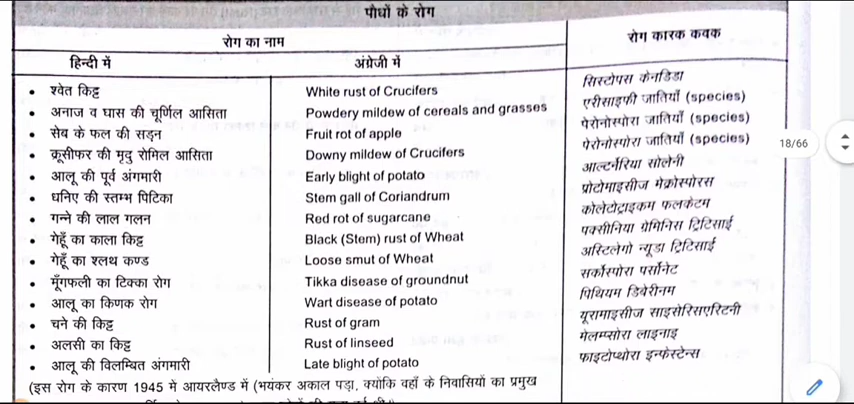 पौधों के रोग
रोग का नाम रोग कारक कवक
हिन्दी में अंग्रेजी में
• श्वेत किट्ट White rust of Crucifers सिस्टोपस केनडिडा
• अनाज व घास की चूर्णिल आसिता Powdery mildew of cereals and grasses एरीसाइफी जातियाँ (species)
• सेब के फल की सड़न Fruit rot of apple पेरोनोस्पोरा जातियाँ (species)
• क्रूसीफर की मृदु रोमिल आसिता Downy mildew of Crucifers पेरोनोस्पोरा जातियाँ (species)
• आलू की पूर्व अंगमारी Early blight of potato आल्टर्नेरिया सोलेनी
• धनिए की स्तम्भ पिटिका Stem gall of Coriandrum प्रोटोमाइसीज मेक्रोस्पोरस
• गन्ने की लाल गलन Red rot of sugarcane कोलेटोट्राइकम फलकेटम
• गेहूँ का काला किट्ट Black (Stem) rust of Wheat पक्सीनिया ग्रेमिनिस ट्रिटिसाई
• गेहूँ का श्लथ कण्ड Loose smut of Wheat अस्टिलेगो न्यूडा ट्रिटिसाई
• मूँगफली का टिक्का रोग Tikka disease of groundnut सर्कोस्पोरा पर्सोनेट
• आलू का किणक रोग Wart disease of potato पिथियम डिबेरीनम
• चने की किट्ट Rust of gram यूरामाइसीज साइसेरिसएरिटनी
• अलसी का किट्ट Rust of linseed मेलम्प्सोरा लाइनाइ
• आलू की विलम्बित अंगमारी Late blight of potato फाइटोप्थोरा इन्फेस्टेन्स
(इस रोग के कारण 1945 मे आयरलैण्ड में (भयंकर अकाल पड़ा, क्योंकि वहाँ के निवासियों का प्रमुख
18/66